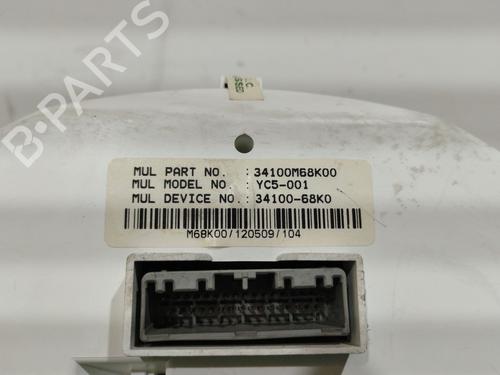 MUL PART NO. : 34100M68K00
MUL MODEL NO. : YC5-001
MUL DEVICE NO. : 34100-68K0
M68K00/120509/104
B-PARTS